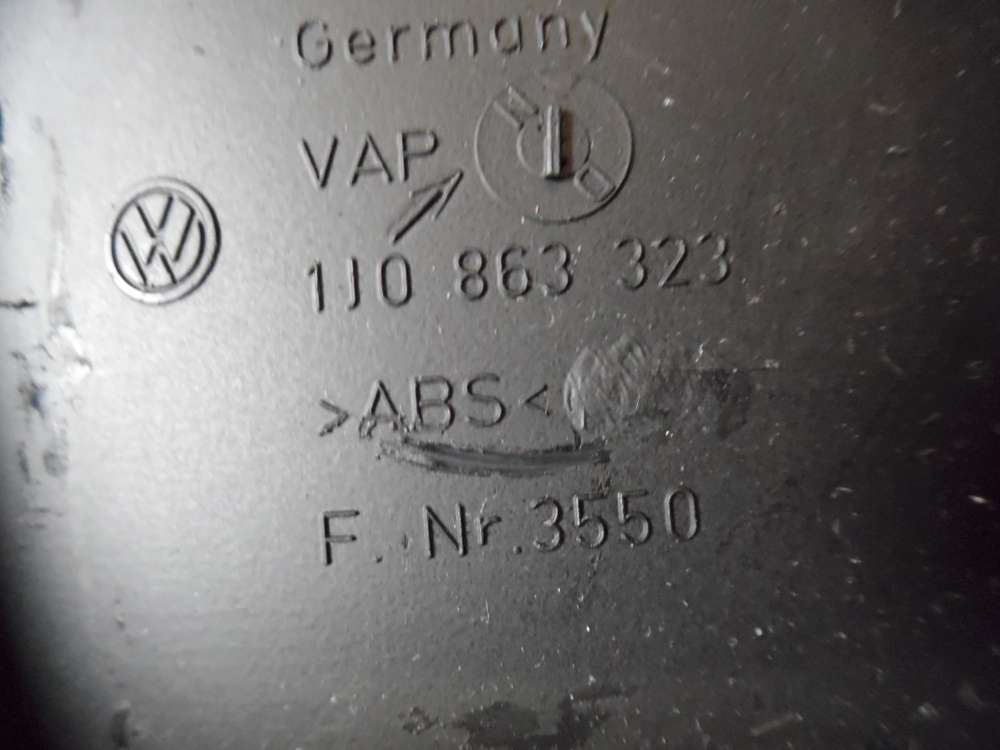 Germany
VAP
1J0 863 323
>ABS<
F. Nr. 3550